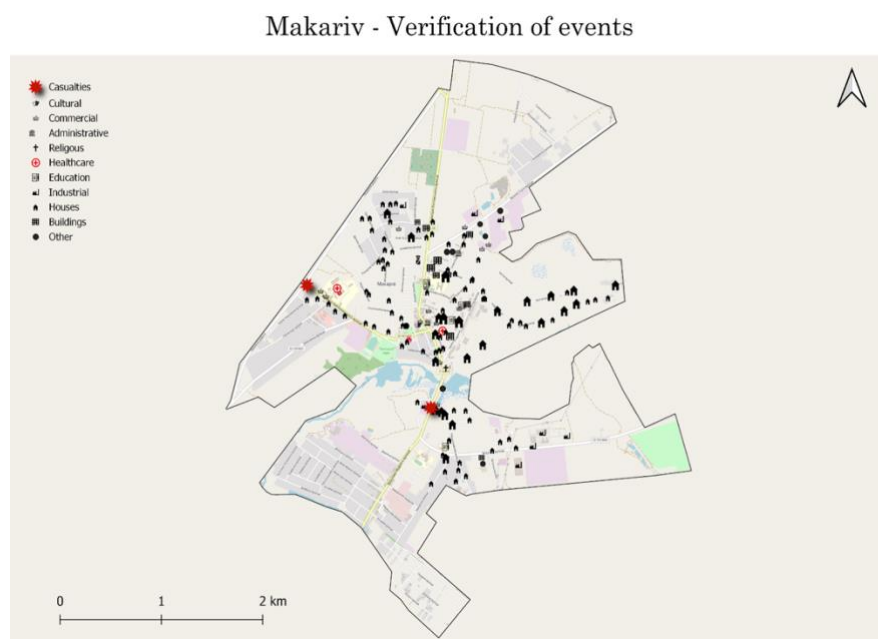 Makariv - Verification of events
Casualties
Cultural
Commercial
Administrative
Religous
Healthcare
Education
Industrial
Houses
Buildings
Other
0 1 2 km